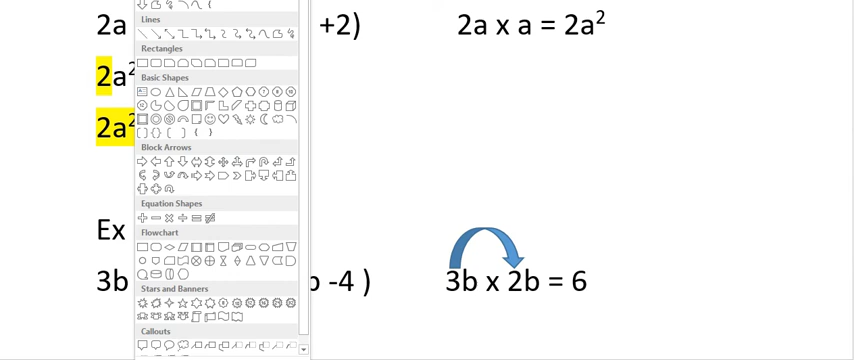 2a
+2)
2a x a = 2a²
2a²
2a²
Lines
Rectangles
Basic Shapes
Block Arrows
Equation Shapes
Flowchart
Stars and Banners
Callouts
Ex
3b
-4 )
3b x 2b = 6